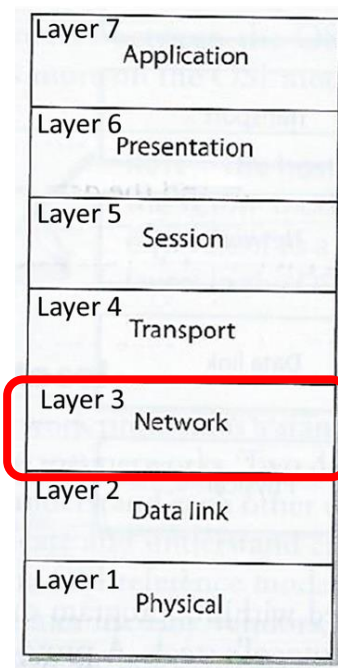 Layer 7
Application
Layer 6
Presentation
Layer 5
Session
Layer 4
Transport
Layer 3
Network
Layer 2
Data link
Layer 1
Physical